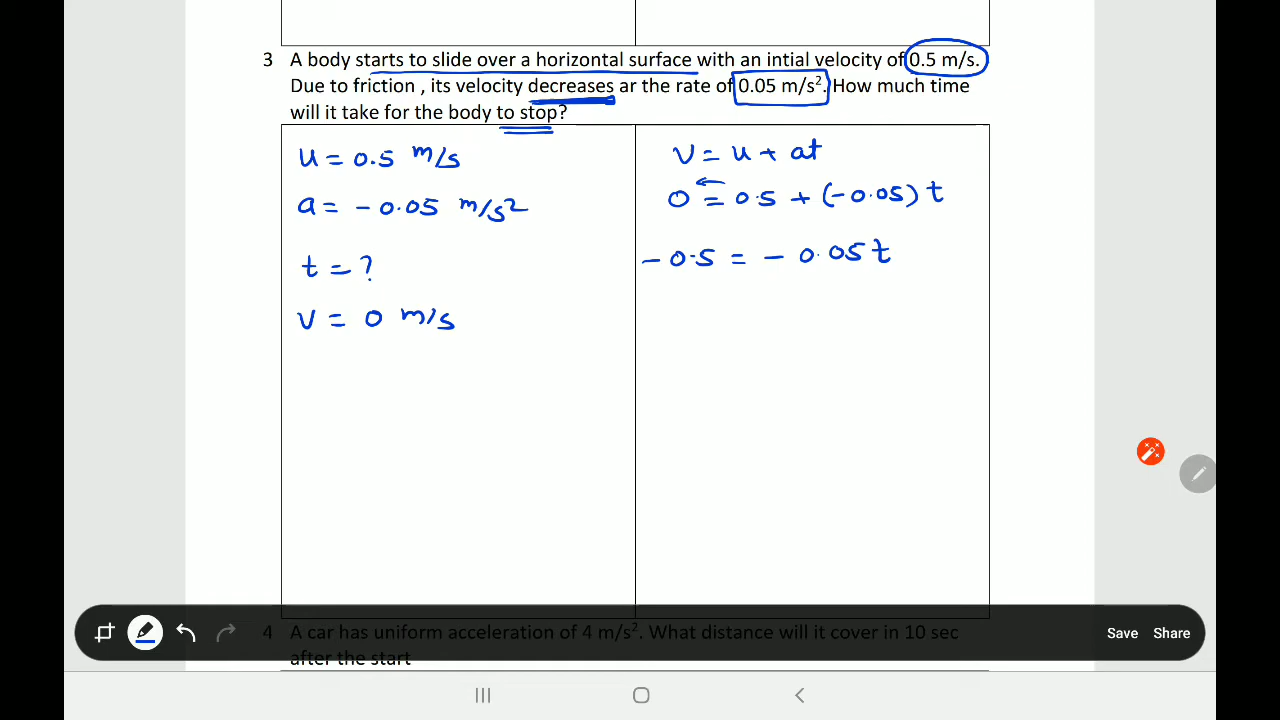 3 A body starts to slide over a horizontal surface with an intial velocity of 0.5 m/s.
Due to friction , its velocity decreases ar the rate of 0.05 m/s². How much time
will it take for the body to stop?
u = 0.5 m/s
a = - 0.05 m/s²
t = ?
v = 0 m/s
v = u + at
0 = 0.5 + (-0.05) t
- 0.5 = - 0.05 t
4 A car has uniform acceleration of 4 m/s². What distance will it cover in 10 sec
after the start
Save Share